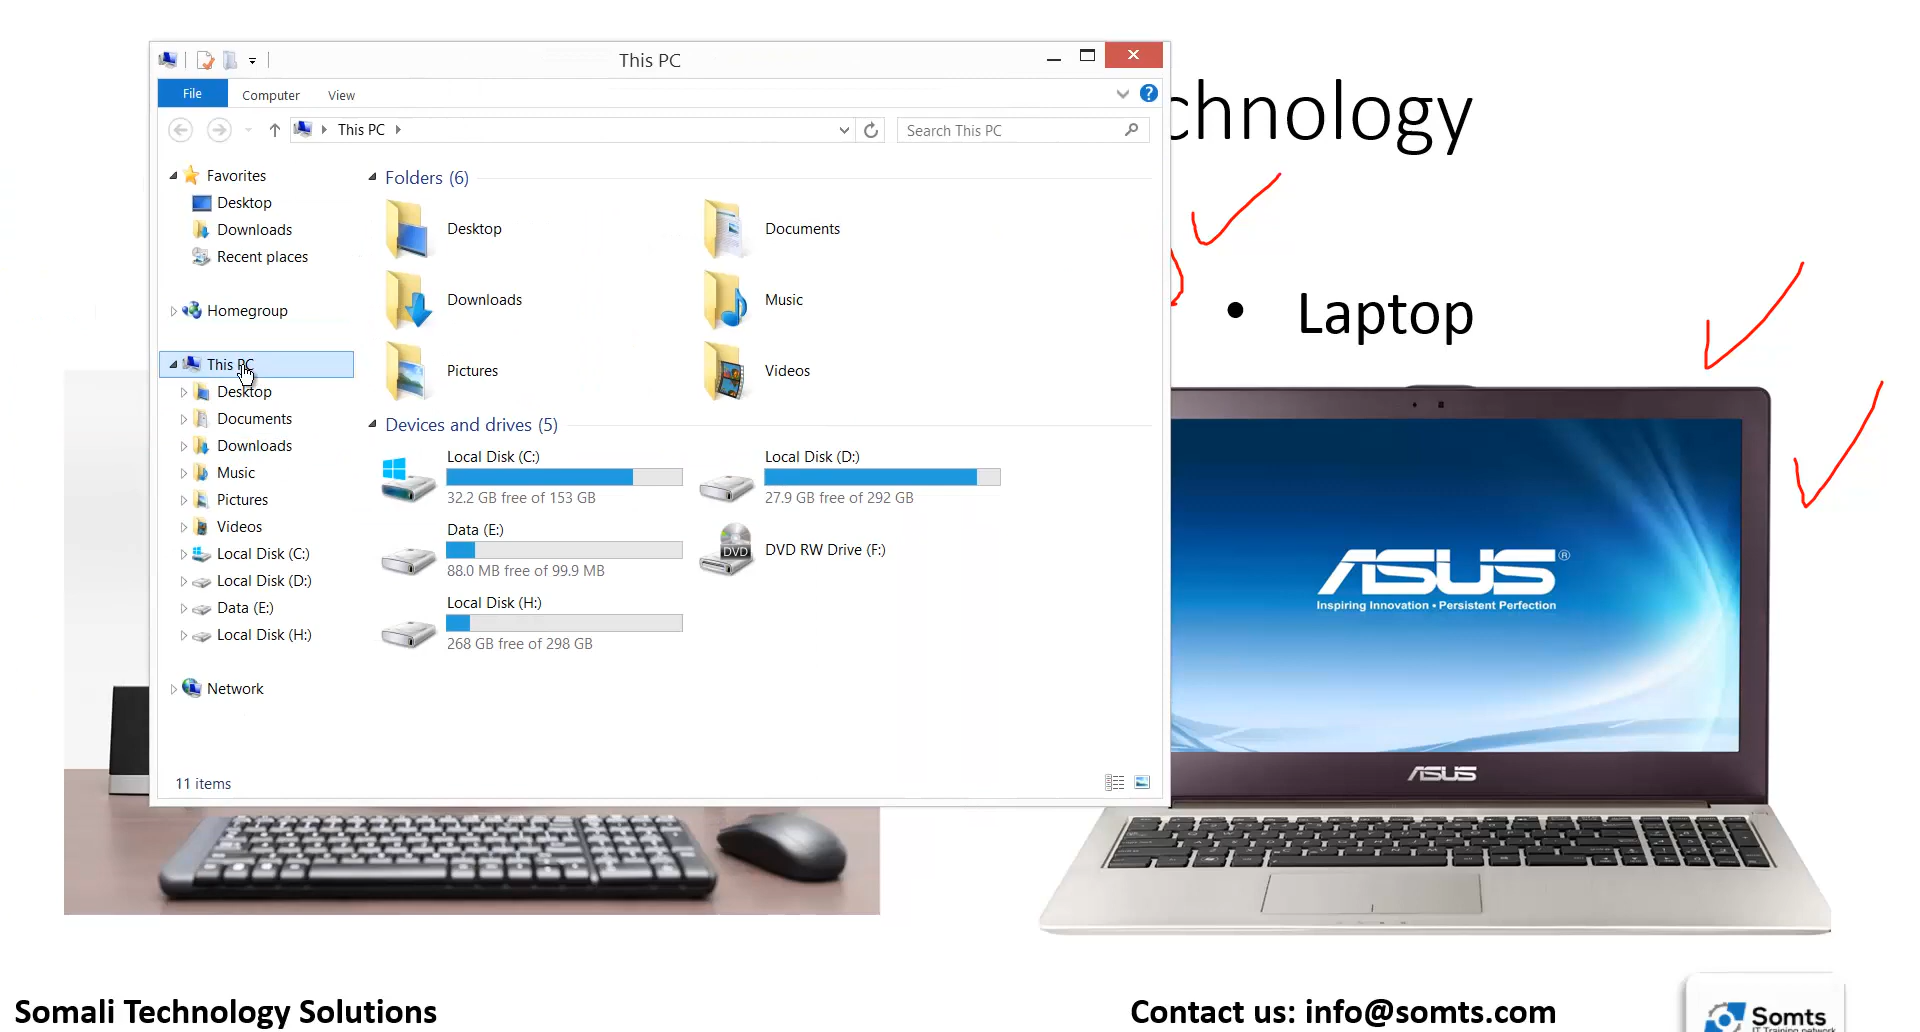 This PC
chnology
File
Computer
View
This PC
Search This PC
Favorites
Desktop
Downloads
Recent places
Homegroup
This PC
Desktop
Documents
Downloads
Music
Pictures
Videos
Local Disk (C:)
Local Disk (D:)
Data (E:)
Local Disk (H:)
Network
Folders (6)
Desktop
Documents
Downloads
Music
Pictures
Videos
Devices and drives (5)
Local Disk (C:)
32.2 GB free of 153 GB
Local Disk (D:)
27.9 GB free of 292 GB
Data (E:)
88.0 MB free of 99.9 MB
DVD
DVD RW Drive (F:)
Local Disk (H:)
268 GB free of 298 GB
11 items
• Laptop
ASUS®
Inspiring Innovation • Persistent Perfection
ASUS
Somali Technology Solutions
Contact us: info@somts.com
Somts
IT Training network